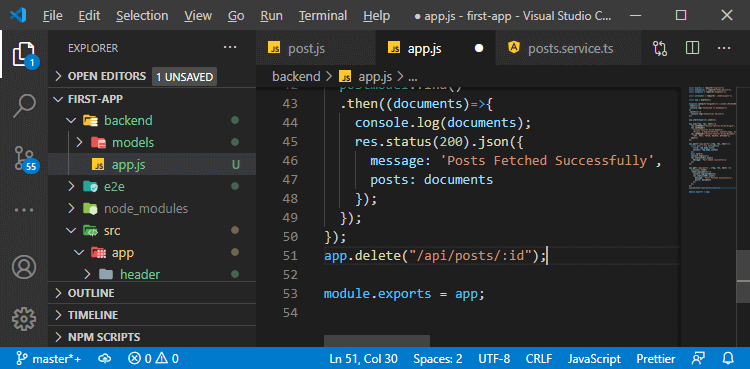 File Edit Selection View Go Run Terminal Help ● app.js - first-app - Visual Studio C...
EXPLORER ...
OPEN EDITORS 1 UNSAVED
FIRST-APP
backend
models
JS app.js U
e2e
node_modules
src
app
header
OUTLINE
TIMELINE
NPM SCRIPTS
1
55
JS post.js JS app.js ● posts.service.ts ...
backend > JS app.js > ...
43 .then((documents)=>{
44 console.log(documents);
45 res.status(200).json({
46 message: 'Posts Fetched Successfully',
47 posts: documents
48 });
49 });
50 });
51 app.delete("/api/posts/:id");
52
53 module.exports = app;
54
master*+ 0 0 Ln 51, Col 30 Spaces: 2 UTF-8 CRLF JavaScript Prettier